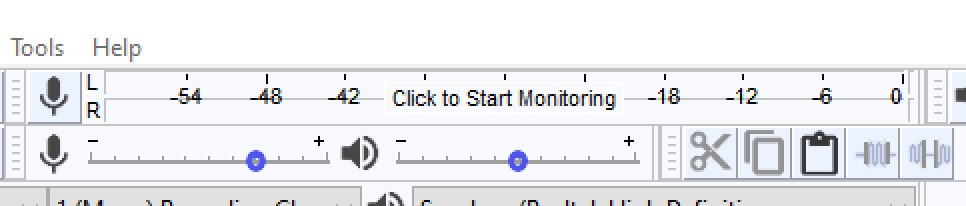 Tools Help
L
-54 -48 -42 Click to Start Monitoring -18 -12 -6 0
R
- + - +